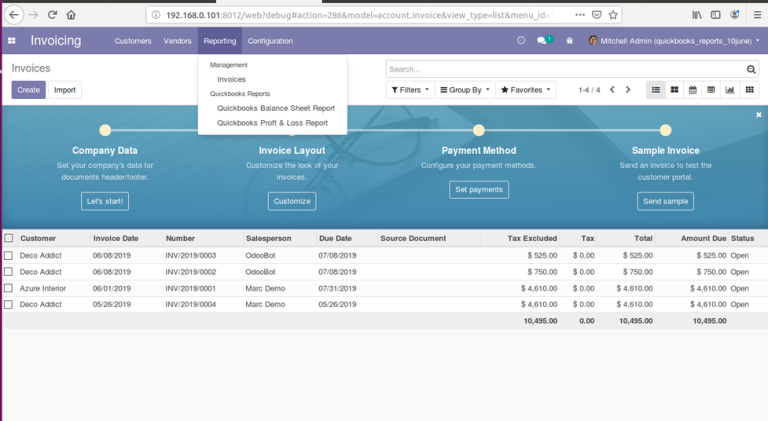 192.168.0.101:8012/web?debug#action=286&model=account.invoice&view_type=list&menu_id=
Invoicing Customers Vendors Reporting Configuration 1 Mitchell Admin (quickbooks_reports_10june)
Management
Invoices
Quickbooks Reports
Quickbooks Balance Sheet Report
Quickbooks Proft & Loss Report
Invoices Search...
Create Import Filters Group By Favorites 1-4 / 4
Company Data Invoice Layout Payment Method Sample Invoice
Set your company's data for Customize the look of your Configure your payment methods. Send an invoice to test the
documents header/footer. invoices. customer portal.
Let's start! Customize Set payments Send sample
Customer Invoice Date Number Salesperson Due Date Source Document Tax Excluded Tax Total Amount Due Status
Deco Addict 06/08/2019 INV/2019/0003 OdooBot 07/08/2019 $ 525.00 $ 0.00 $ 525.00 $ 525.00 Open
Deco Addict 06/08/2019 INV/2019/0002 OdooBot 07/08/2019 $ 750.00 $ 0.00 $ 750.00 $ 750.00 Open
Azure Interior 06/01/2019 INV/2019/0001 Marc Demo 07/31/2019 $ 4,610.00 $ 0.00 $ 4,610.00 $ 4,610.00 Open
Deco Addict 05/26/2019 INV/2019/0004 Marc Demo 05/26/2019 $ 4,610.00 $ 0.00 $ 4,610.00 $ 4,610.00 Open
10,495.00 0.00 10,495.00 10,495.00